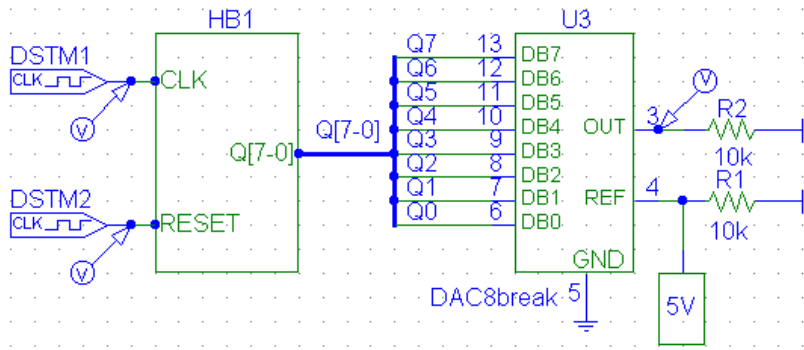 HB1
U3
DSTM1
CLK
CLK
V
DSTM2
CLK
RESET
V
Q[7-0]
Q[7-0]
Q7 13 DB7
Q6 12 DB6
Q5 11 DB5
Q4 10 DB4
Q3 9 DB3
Q2 8 DB2
Q1 7 DB1
Q0 6 DB0
OUT 3
V
R2
10k
REF 4
R1
10k
GND
5
DAC8break
5V